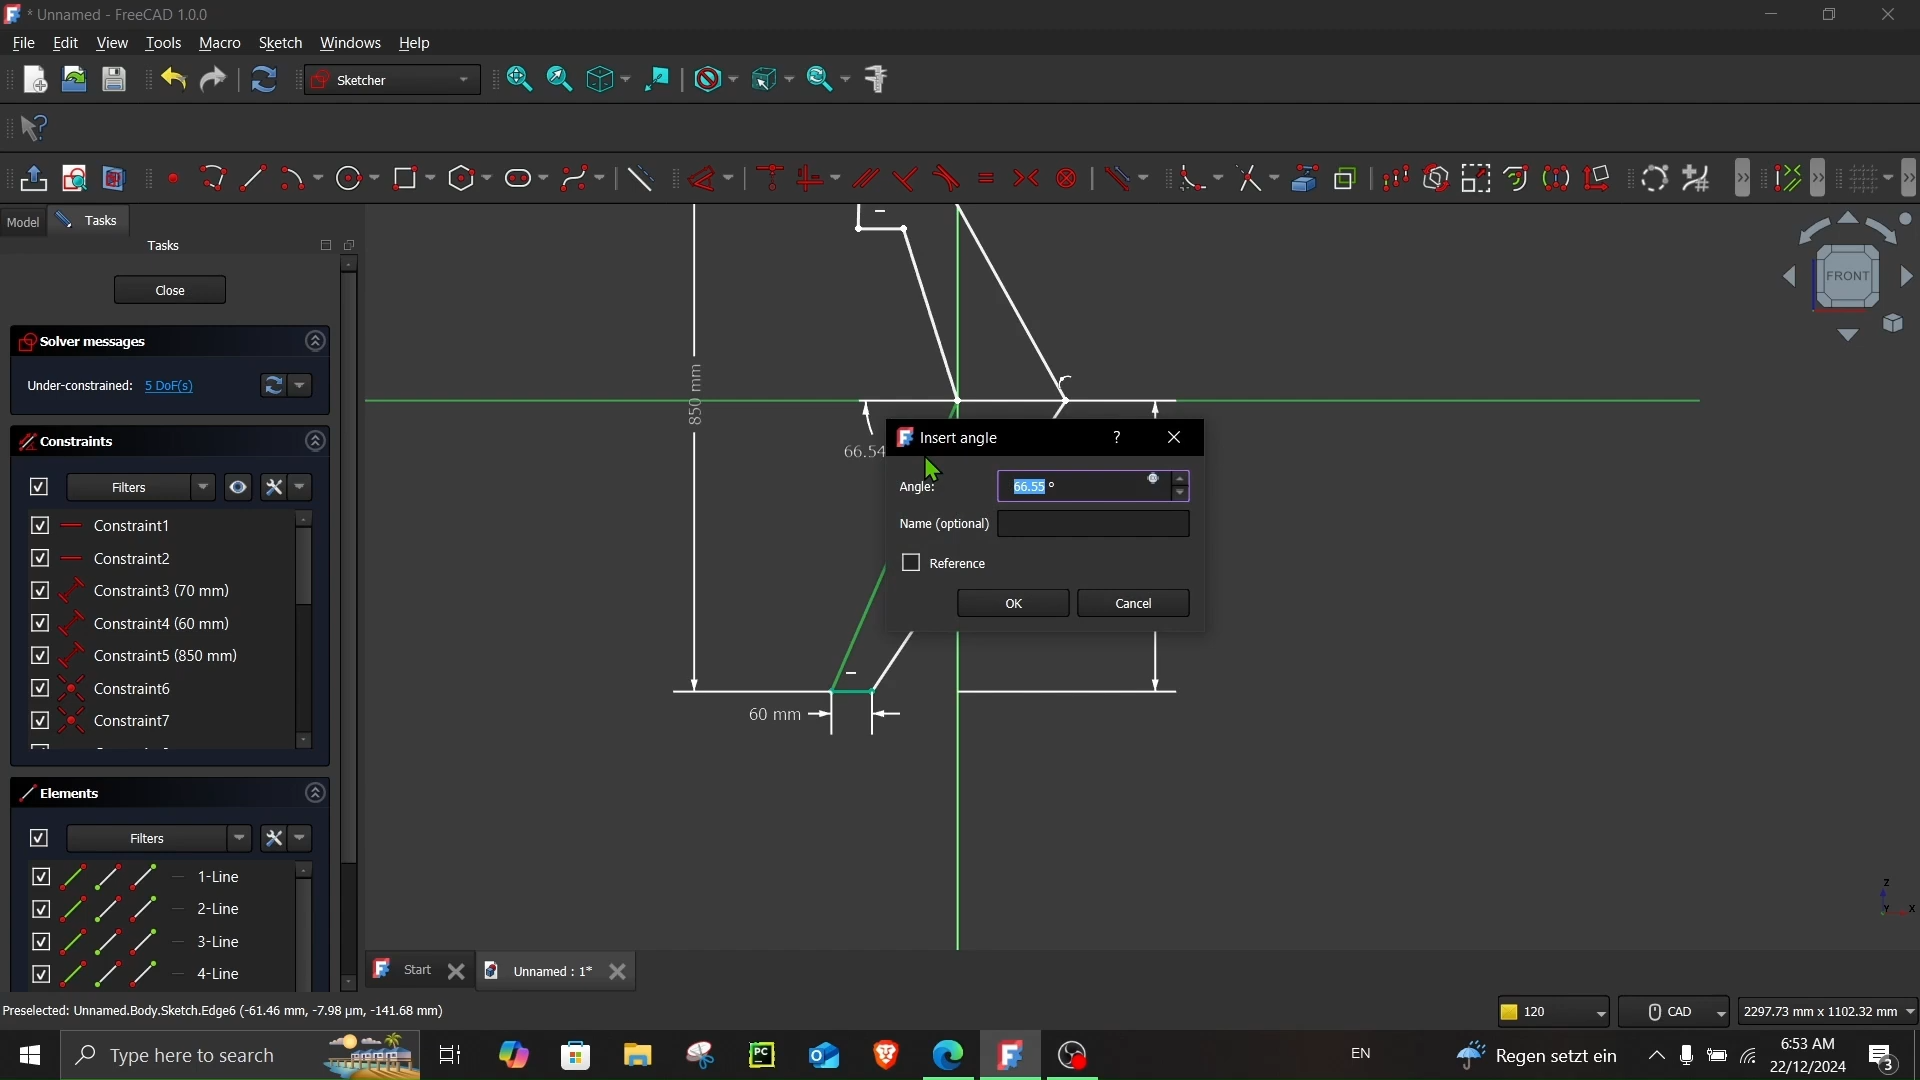 * Unnamed - FreeCAD 1.0.0
File Edit View Tools Macro Sketch Windows Help
Sketcher
Model Tasks
Tasks
Close
Solver messages
Under-constrained: 5 DoF(s)
Constraints
Filters
Constraint1
Constraint2
Constraint3 (70 mm)
Constraint4 (60 mm)
Constraint5 (850 mm)
Constraint6
Constraint7
Elements
Filters
1-Line
2-Line
3-Line
4-Line
850 mm
66.54
60 mm
Insert angle ?
Angle: 66.55 °
Name (optional)
Reference
OK Cancel
FRONT
Z
Y X
Start Unnamed : 1*
Preselected: Unnamed.Body.Sketch.Edge6 (-61.46 mm, -7.98 µm, -141.68 mm)
120 CAD 2297.73 mm x 1102.32 mm
Type here to search
PC
EN
Regen setzt ein
6:53 AM
22/12/2024
3